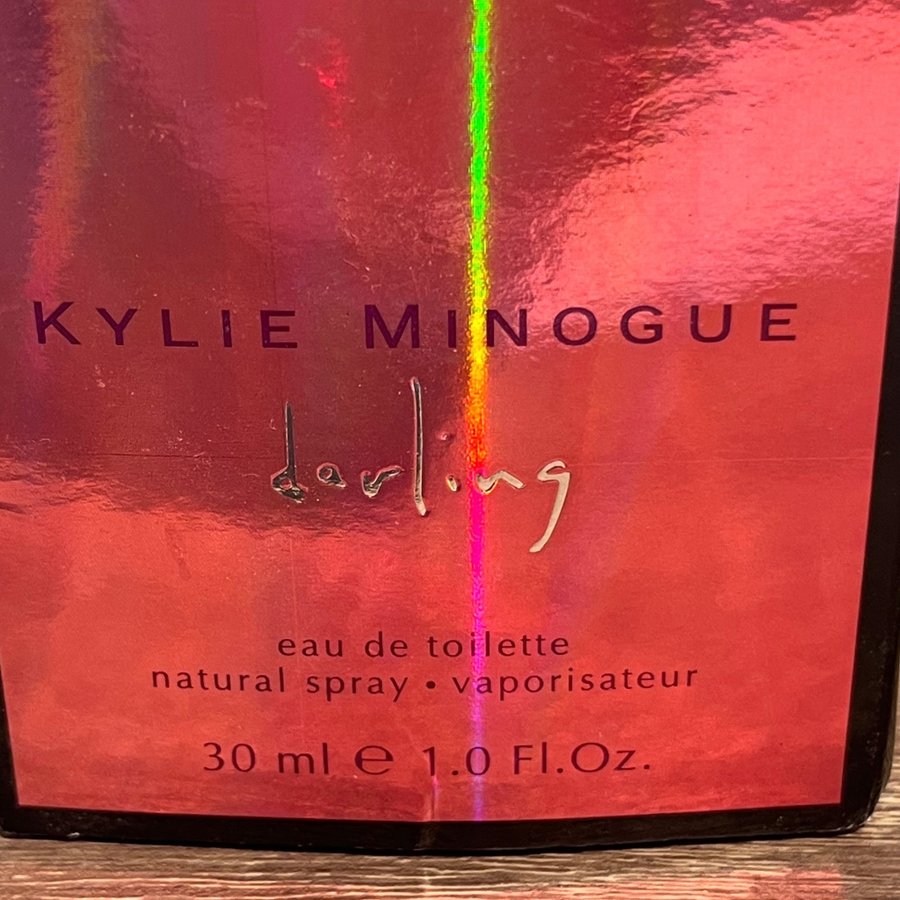 KYLIE MINOGUE
darling
eau de toilette
natural spray • vaporisateur
30 ml ℮ 1.0 Fl.Oz.